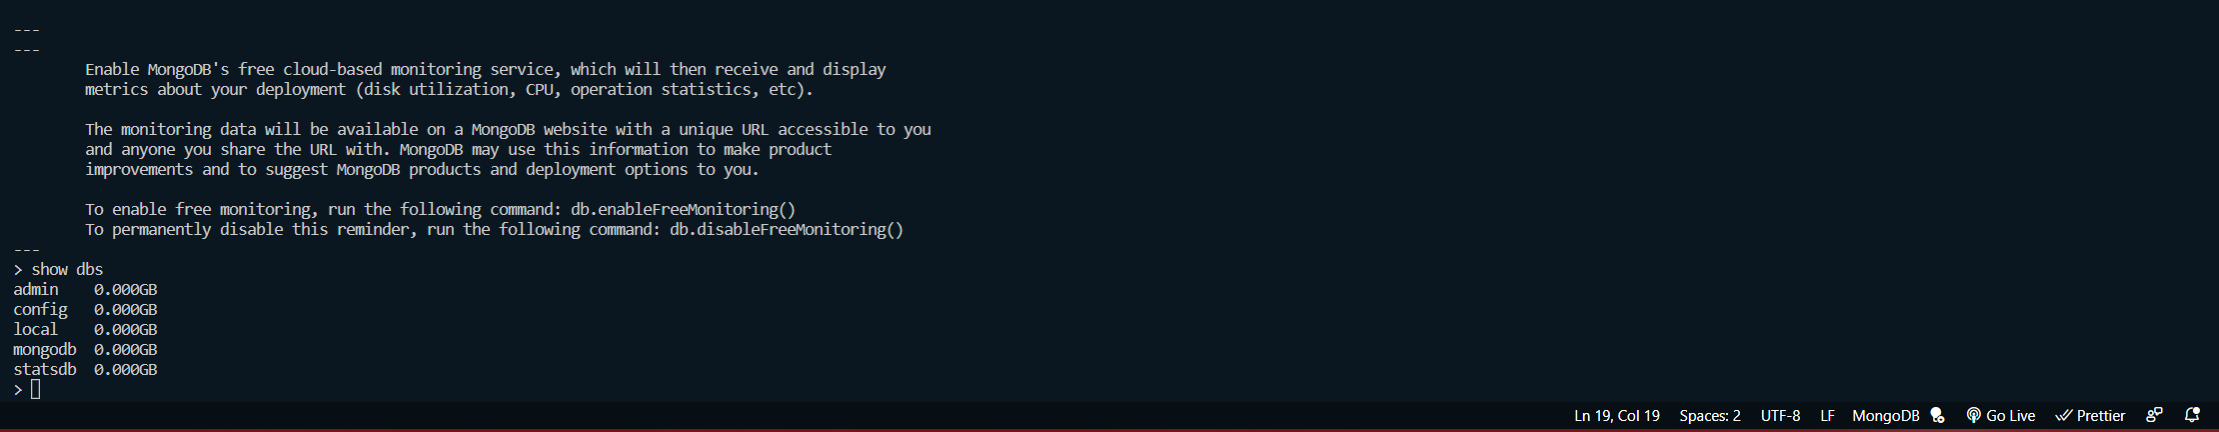 ---
---
Enable MongoDB's free cloud-based monitoring service, which will then receive and display
metrics about your deployment (disk utilization, CPU, operation statistics, etc).
The monitoring data will be available on a MongoDB website with a unique URL accessible to you
and anyone you share the URL with. MongoDB may use this information to make product
improvements and to suggest MongoDB products and deployment options to you.
To enable free monitoring, run the following command: db.enableFreeMonitoring()
To permanently disable this reminder, run the following command: db.disableFreeMonitoring()
---
> show dbs
admin    0.000GB
config   0.000GB
local    0.000GB
mongodb  0.000GB
statsdb  0.000GB
>
Ln 19, Col 19 Spaces: 2 UTF-8 LF MongoDB Go Live Prettier